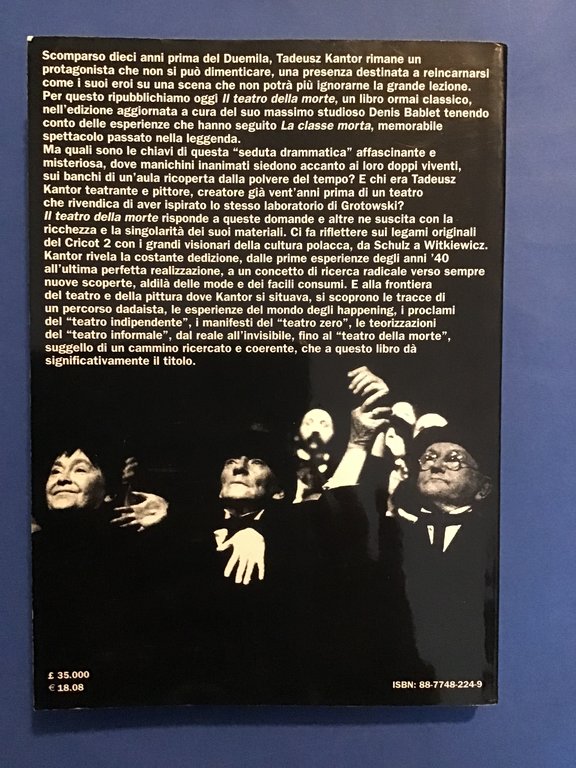 Scomparso dieci anni prima del Duemila, Tadeusz Kantor rimane un
protagonista che non si può dimenticare, una presenza destinata a reincarnarsi
come i suoi eroi su una scena che non potrà più ignorarne la grande lezione.
Per questo ripubblichiamo oggi Il teatro della morte, un libro ormai classico,
nell'edizione aggiornata a cura del suo massimo studioso Denis Bablet tenendo
conto delle esperienze che hanno seguito La classe morta, memorabile
spettacolo passato nella leggenda.
Ma quali sono le chiavi di questa "seduta drammatica" affascinante e
misteriosa, dove manichini inanimati siedono accanto ai loro doppi viventi,
sui banchi di un'aula ricoperta dalla polvere del tempo? E chi era Tadeusz
Kantor teatrante e pittore, creatore già vent'anni prima di un teatro
che rivendica di aver ispirato lo stesso laboratorio di Grotowski?
Il teatro della morte risponde a queste domande e altre ne suscita con la
ricchezza e la singolarità dei suoi materiali. Ci fa riflettere sui legami originali
del Cricot 2 con i grandi visionari della cultura polacca, da Schulz a Witkiewicz.
Kantor rivela la costante dedizione, dalle prime esperienze degli anni '40
all'ultima perfetta realizzazione, a un concetto di ricerca radicale verso sempre
nuove scoperte, aldilà delle mode e dei facili consumi. E alla frontiera
del teatro e della pittura dove Kantor si situava, si scoprono le tracce di
un percorso dadaista, le esperienze del mondo degli happening, i proclami
del "teatro indipendente", i manifesti del "teatro zero", le teorizzazioni
del "teatro informale", dal reale all'invisibile, fino al "teatro della morte",
suggello di un cammino ricercato e coerente, che a questo libro dà
significativamente il titolo.
£ 35.000
€ 18.08
ISBN: 88-7748-224-9